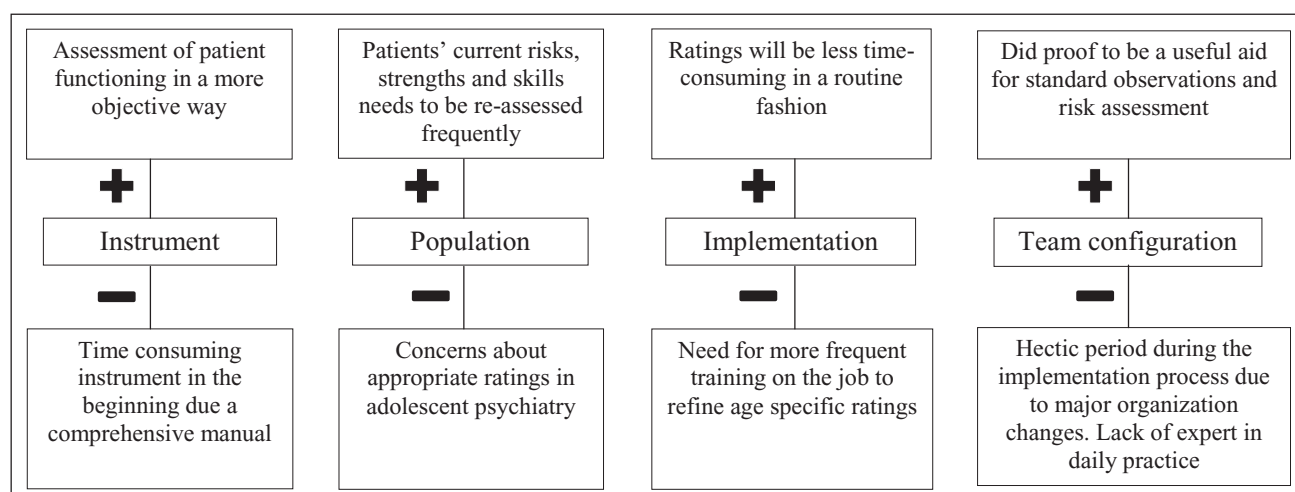 Assessment of patient
functioning in a more
objective way
Patients’ current risks,
strengths and skills
needs to be re-assessed
frequently
Ratings will be less time-
consuming in a routine
fashion
Did proof to be a useful aid
for standard observations and
risk assessment
Instrument
Population
Implementation
Team configuration
Time consuming
instrument in the
beginning due a
comprehensive manual
Concerns about
appropriate ratings in
adolescent psychiatry
Need for more frequent
training on the job to
refine age specific ratings
Hectic period during the
implementation process due
to major organization
changes. Lack of expert in
daily practice